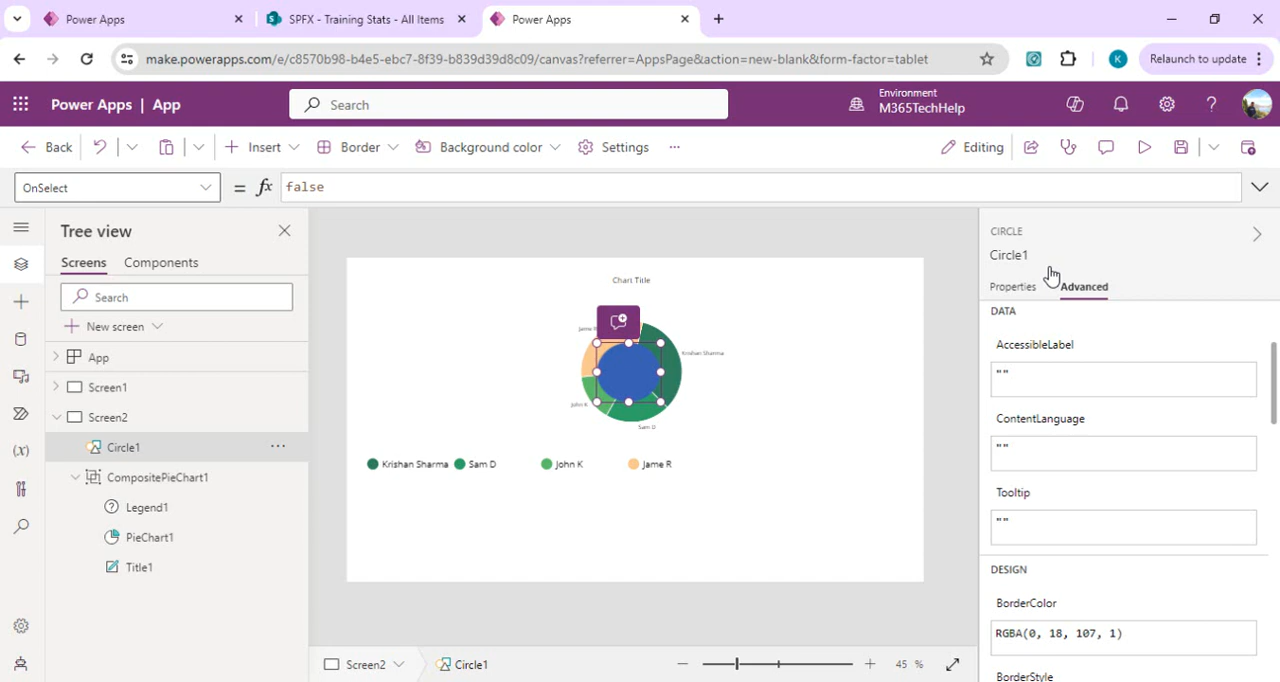 Power Apps
SPFX - Training Stats - All Items
Power Apps
make.powerapps.com/e/c8570b98-b4e5-ebc7-8f39-b839d39d8c09/canvas?referrer=AppsPage&action=new-blank&form-factor=tablet
K
Relaunch to update
Power Apps | App
Search
Environment
M365TechHelp
Back
Insert
Border
Background color
Settings
Editing
OnSelect
= fx
false
Tree view
Screens
Components
Search
New screen
App
Screen1
Screen2
Circle1
CompositePieChart1
Legend1
PieChart1
Title1
Chart Title
Jame R
Krishan Sharma
John K
Sam D
Krishan Sharma
Sam D
John K
Jame R
CIRCLE
Circle1
Properties
Advanced
DATA
AccessibleLabel
""
ContentLanguage
""
Tooltip
""
DESIGN
BorderColor
RGBA(0, 18, 107, 1)
BorderStyle
Screen2
Circle1
45 %